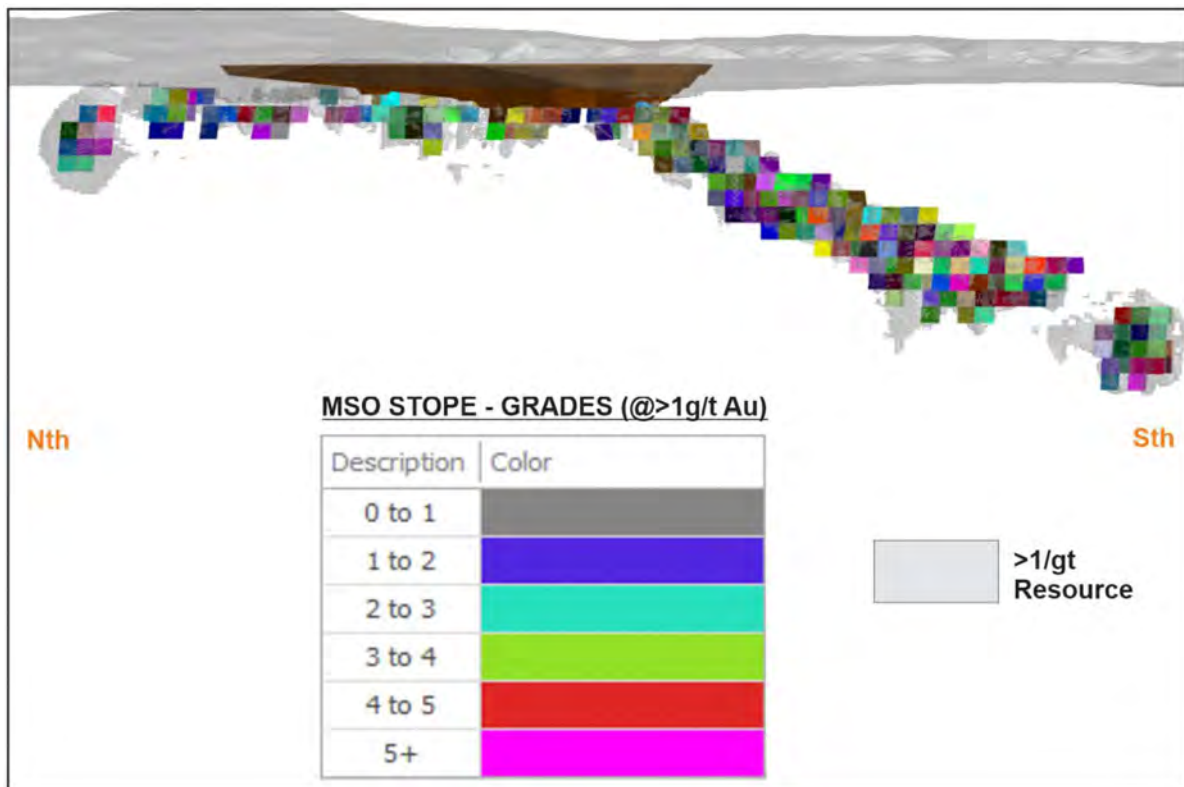 MSO STOPE - GRADES (@>1g/t Au)
Nth
Sth
Description Color
0 to 1
1 to 2
2 to 3
3 to 4
4 to 5
5+
>1/gt
Resource